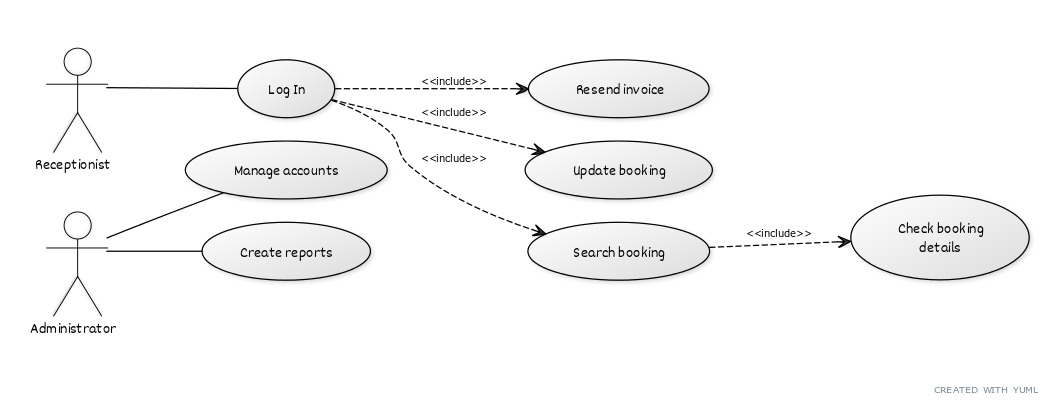 Receptionist
Log In
<<include>>
Resend invoice
<<include>>
Update booking
<<include>>
Search booking
<<include>>
Check booking
details
Manage accounts
Create reports
Administrator
CREATED WITH YUML